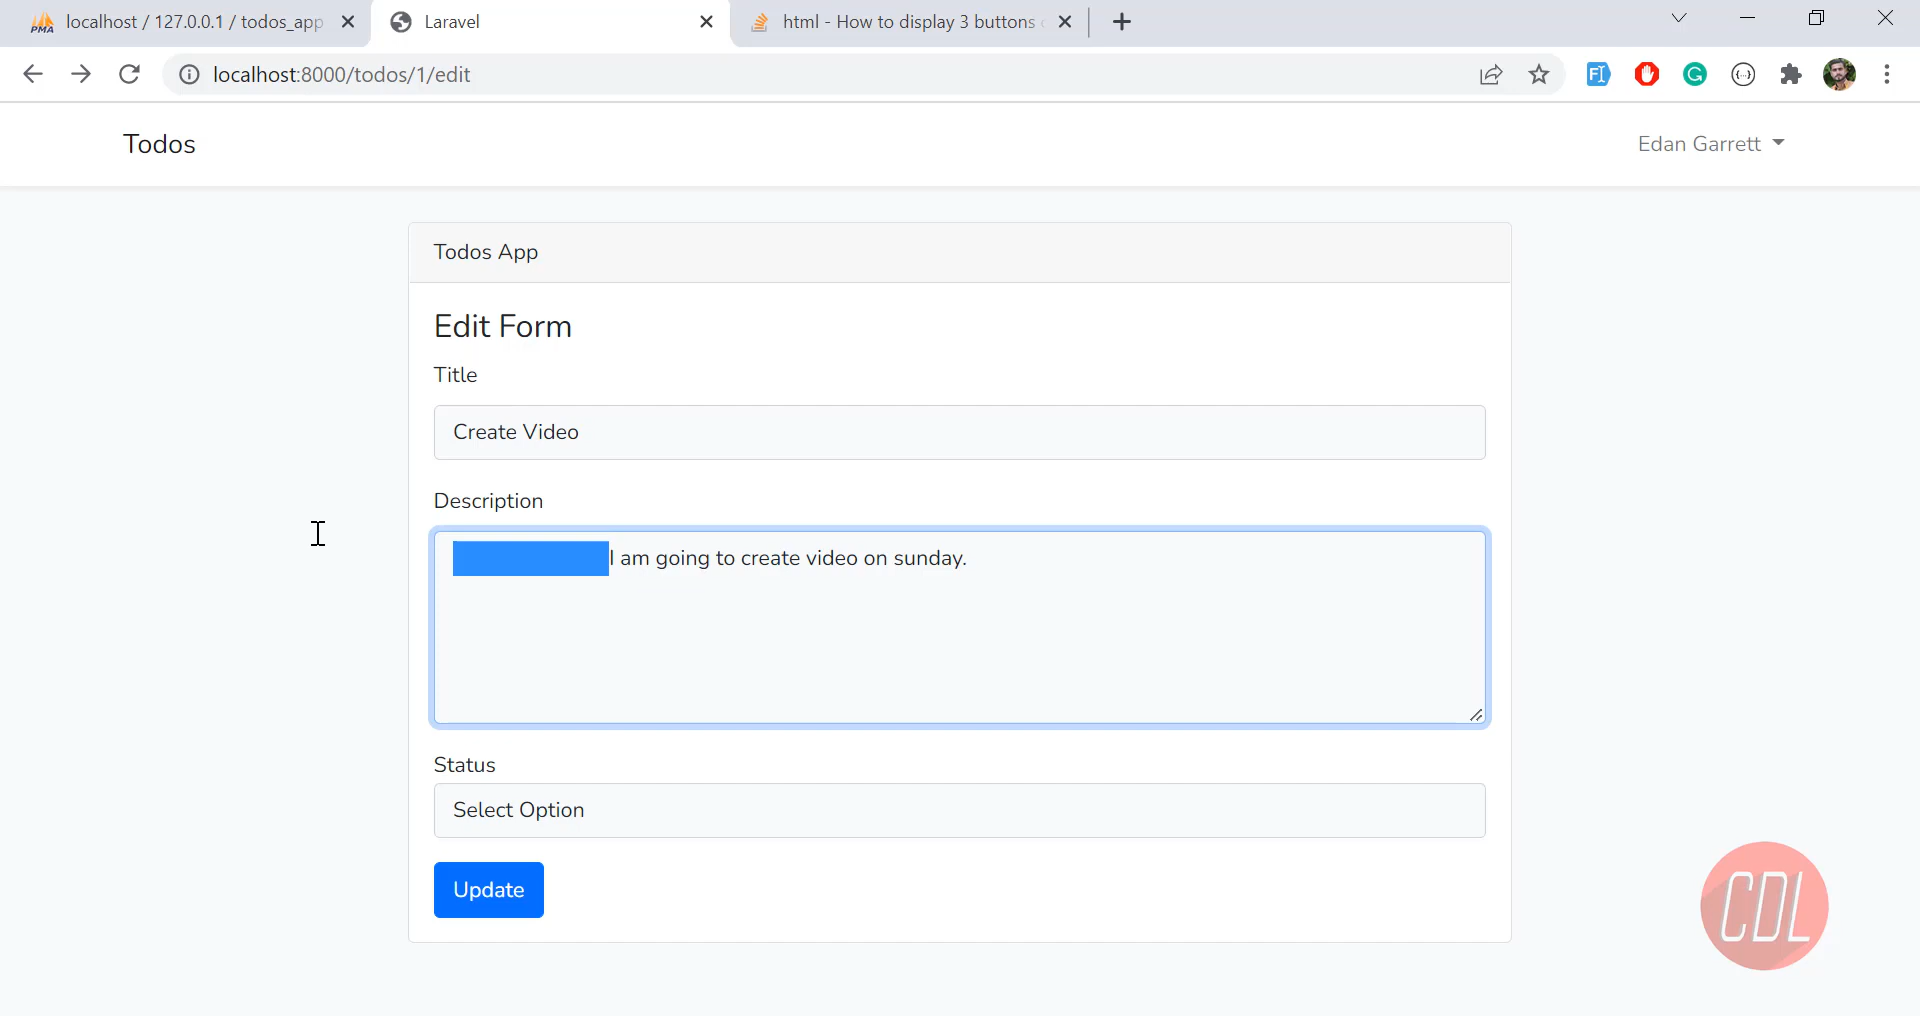 localhost / 127.0.0.1 / todos_app
Laravel
html - How to display 3 buttons
localhost:8000/todos/1/edit
Todos
Edan Garrett
Todos App
Edit Form
Title
Create Video
Description
I am going to create video on sunday.
Status
Select Option
Update
CDL